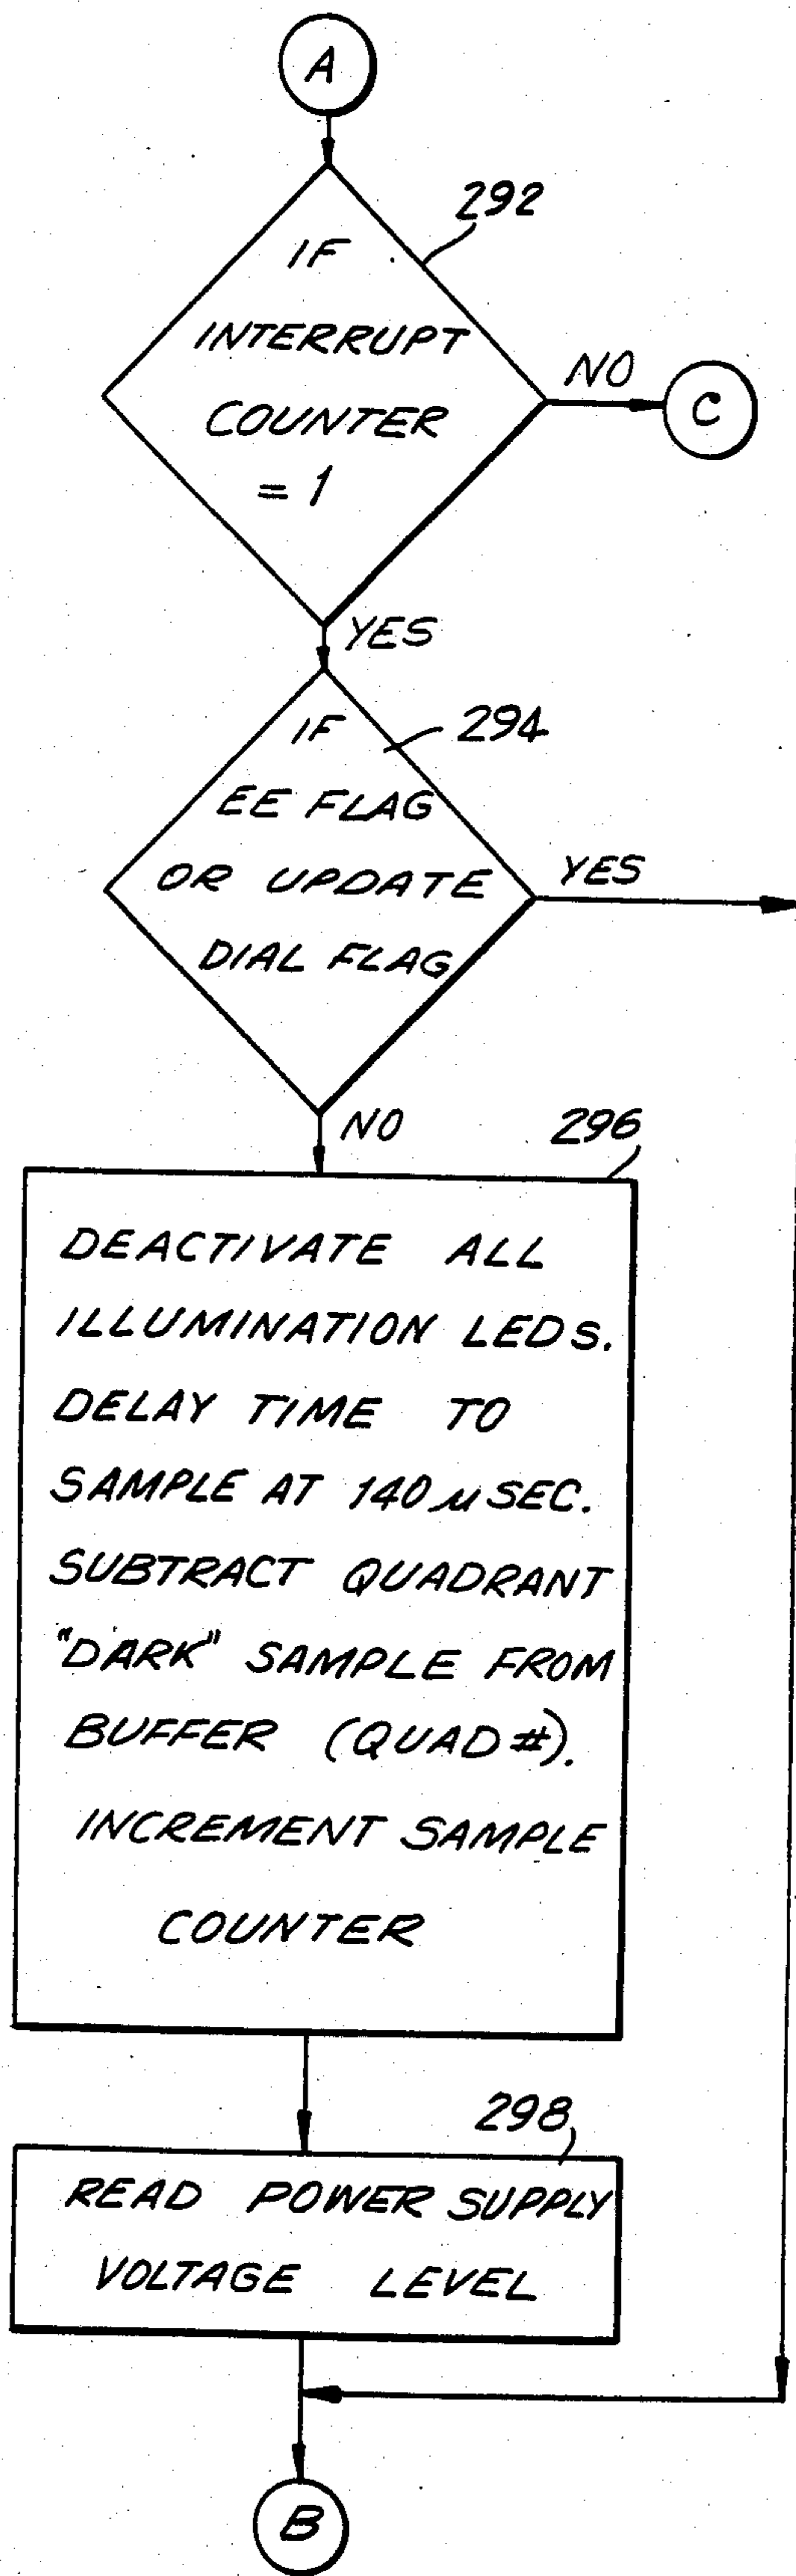 A
292
IF
INTERRUPT
COUNTER
= 1
NO
C
YES
IF
294
EE FLAG
OR UPDATE
DIAL FLAG
YES
NO
296
DEACTIVATE ALL
ILLUMINATION LEDS.
DELAY TIME TO
SAMPLE AT 140 μSEC.
SUBTRACT QUADRANT
"DARK" SAMPLE FROM
BUFFER (QUAD #).
INCREMENT SAMPLE
COUNTER
298
READ POWER SUPPLY
VOLTAGE LEVEL
B